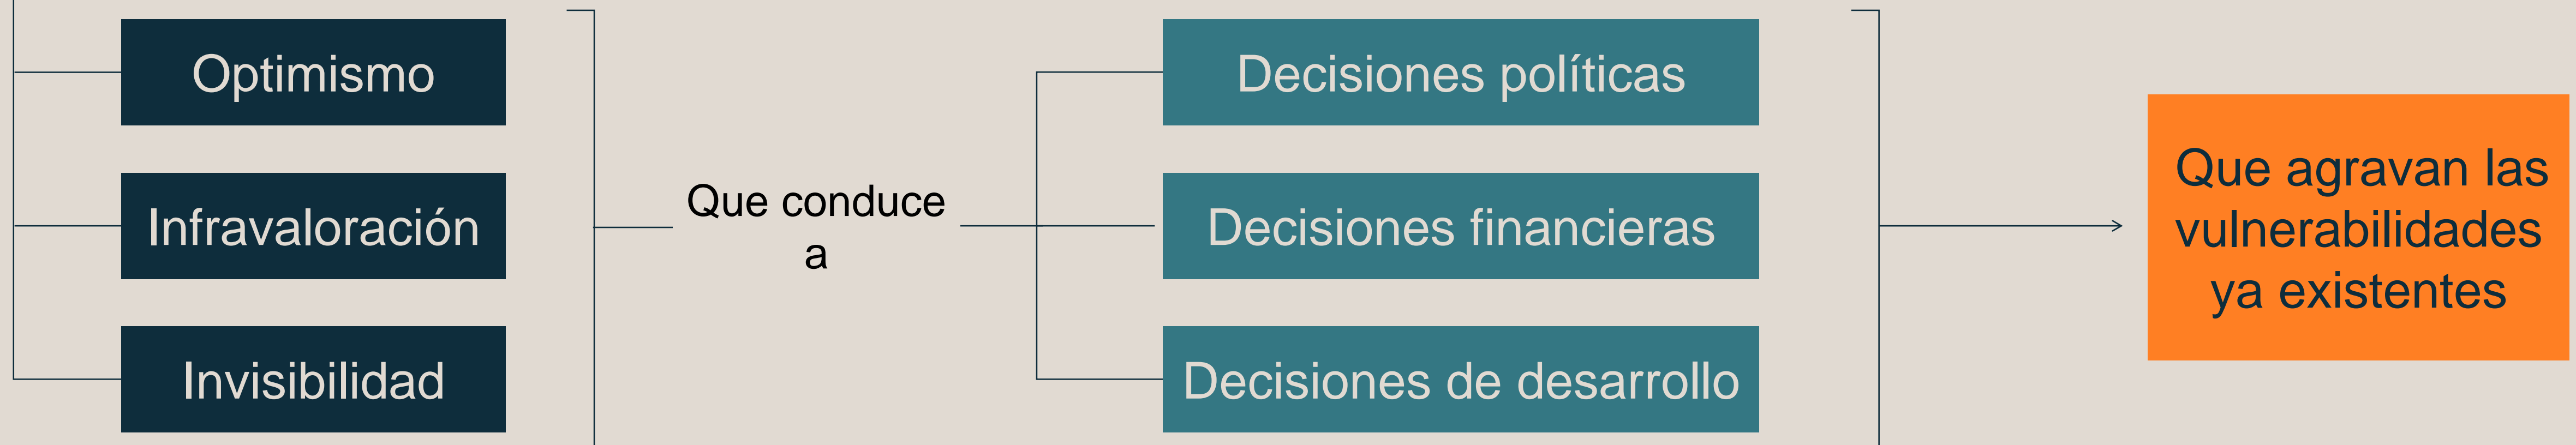 Optimismo
Infravaloración
Invisibilidad
Que conduce
a
Decisiones políticas
Decisiones financieras
Decisiones de desarrollo
Que agravan las
vulnerabilidades
ya existentes